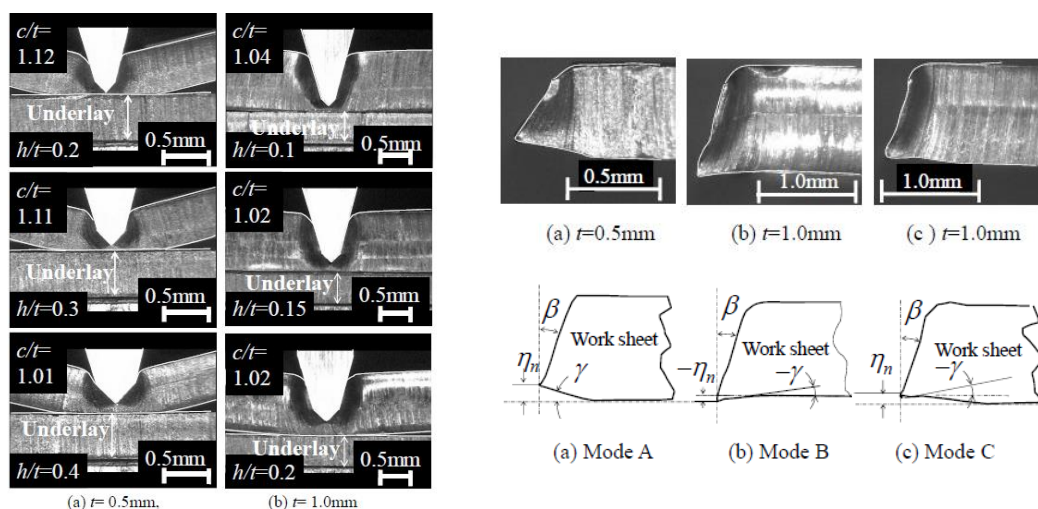 c/t=
1.12
Underlay
h/t=0.2
0.5mm
c/t=
1.04
Underlay
h/t=0.1
0.5mm
c/t=
1.11
Underlay
h/t=0.3
0.5mm
c/t=
1.02
Underlay
h/t=0.15
0.5mm
c/t=
1.01
Underlay
h/t=0.4
0.5mm
c/t=
1.02
Underlay
h/t=0.2
0.5mm
(a) t= 0.5mm,
(b) t= 1.0mm
0.5mm
1.0mm
1.0mm
(a) t=0.5mm
(b) t=1.0mm
(c ) t=1.0mm
β
Work sheet
ηn
γ
β
Work sheet
-ηn
-γ
β
Work sheet
ηn
-γ
(a) Mode A
(b) Mode B
(c) Mode C